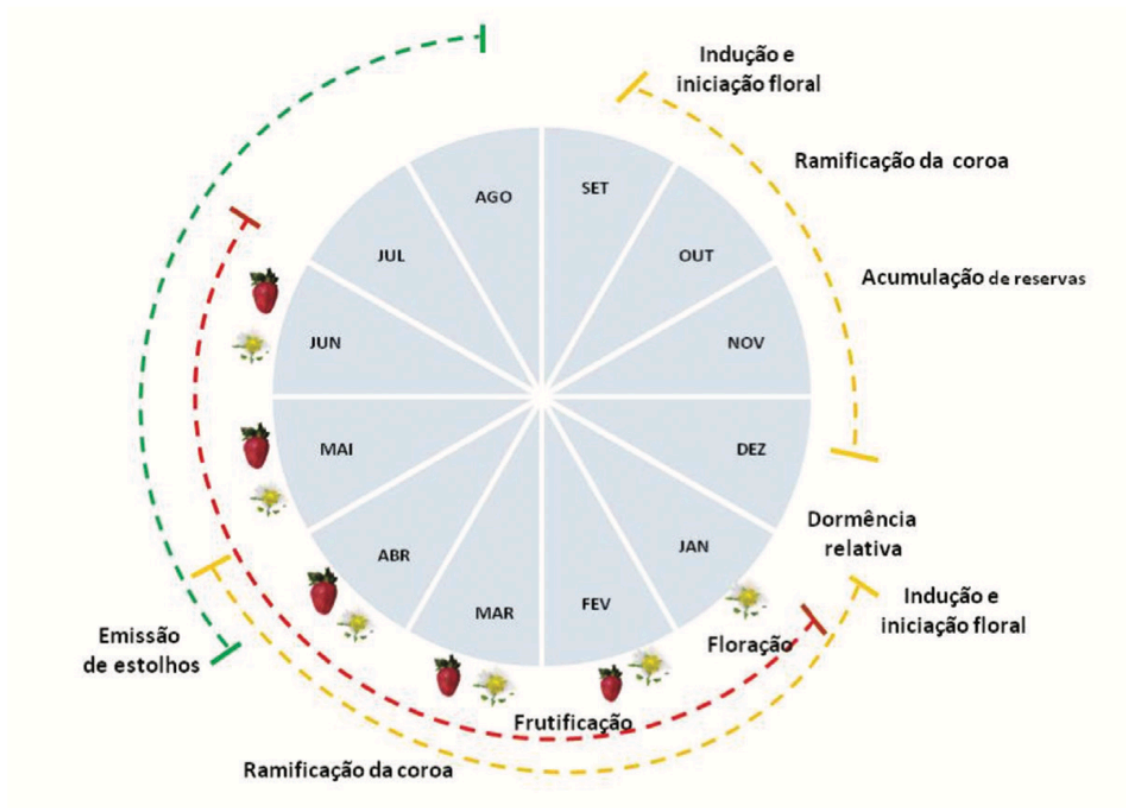 Indução e
iniciação floral
Ramificação da coroa
Acumulação de reservas
SET
OUT
NOV
DEZ
JAN
FEV
MAR
ABR
MAI
JUN
JUL
AGO
Dormência
relativa
Indução e
iniciação floral
Floração
Frutificação
Ramificação da coroa
Emissão
de estolhos